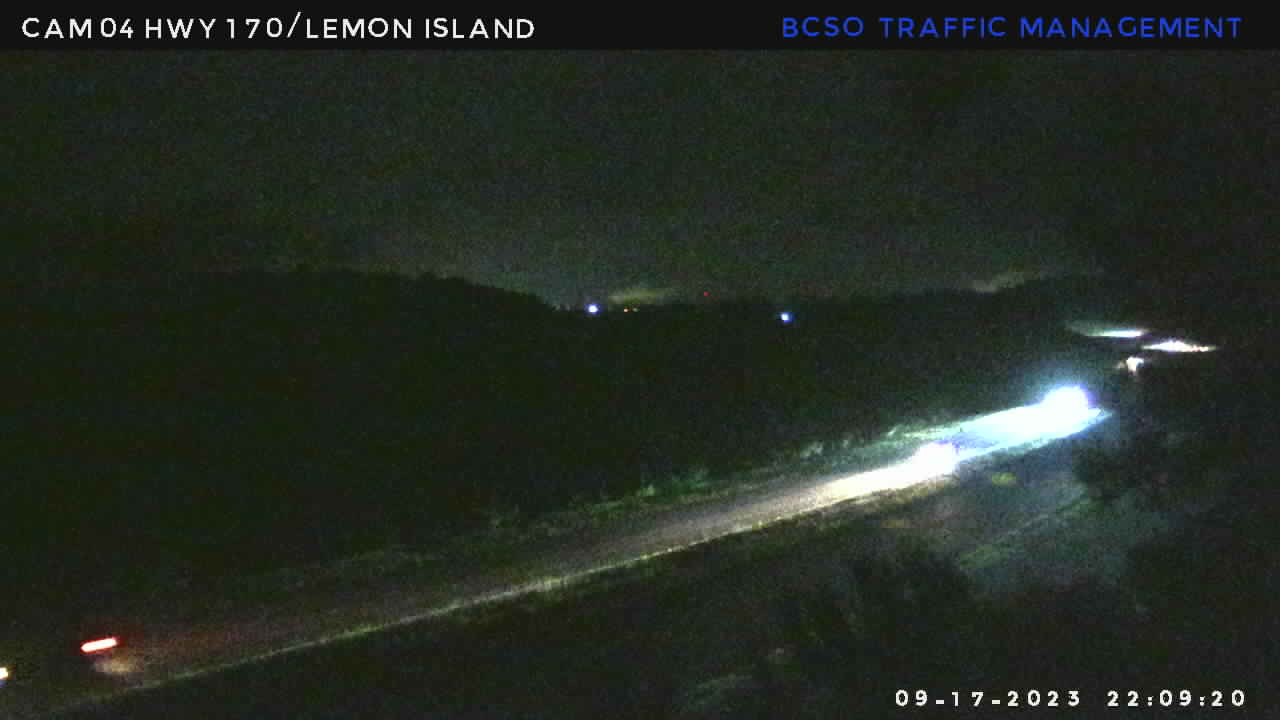 CAM04 HWY 170/LEMON ISLAND
BCSO TRAFFIC MANAGEMENT
09-17-2023 22:09:20